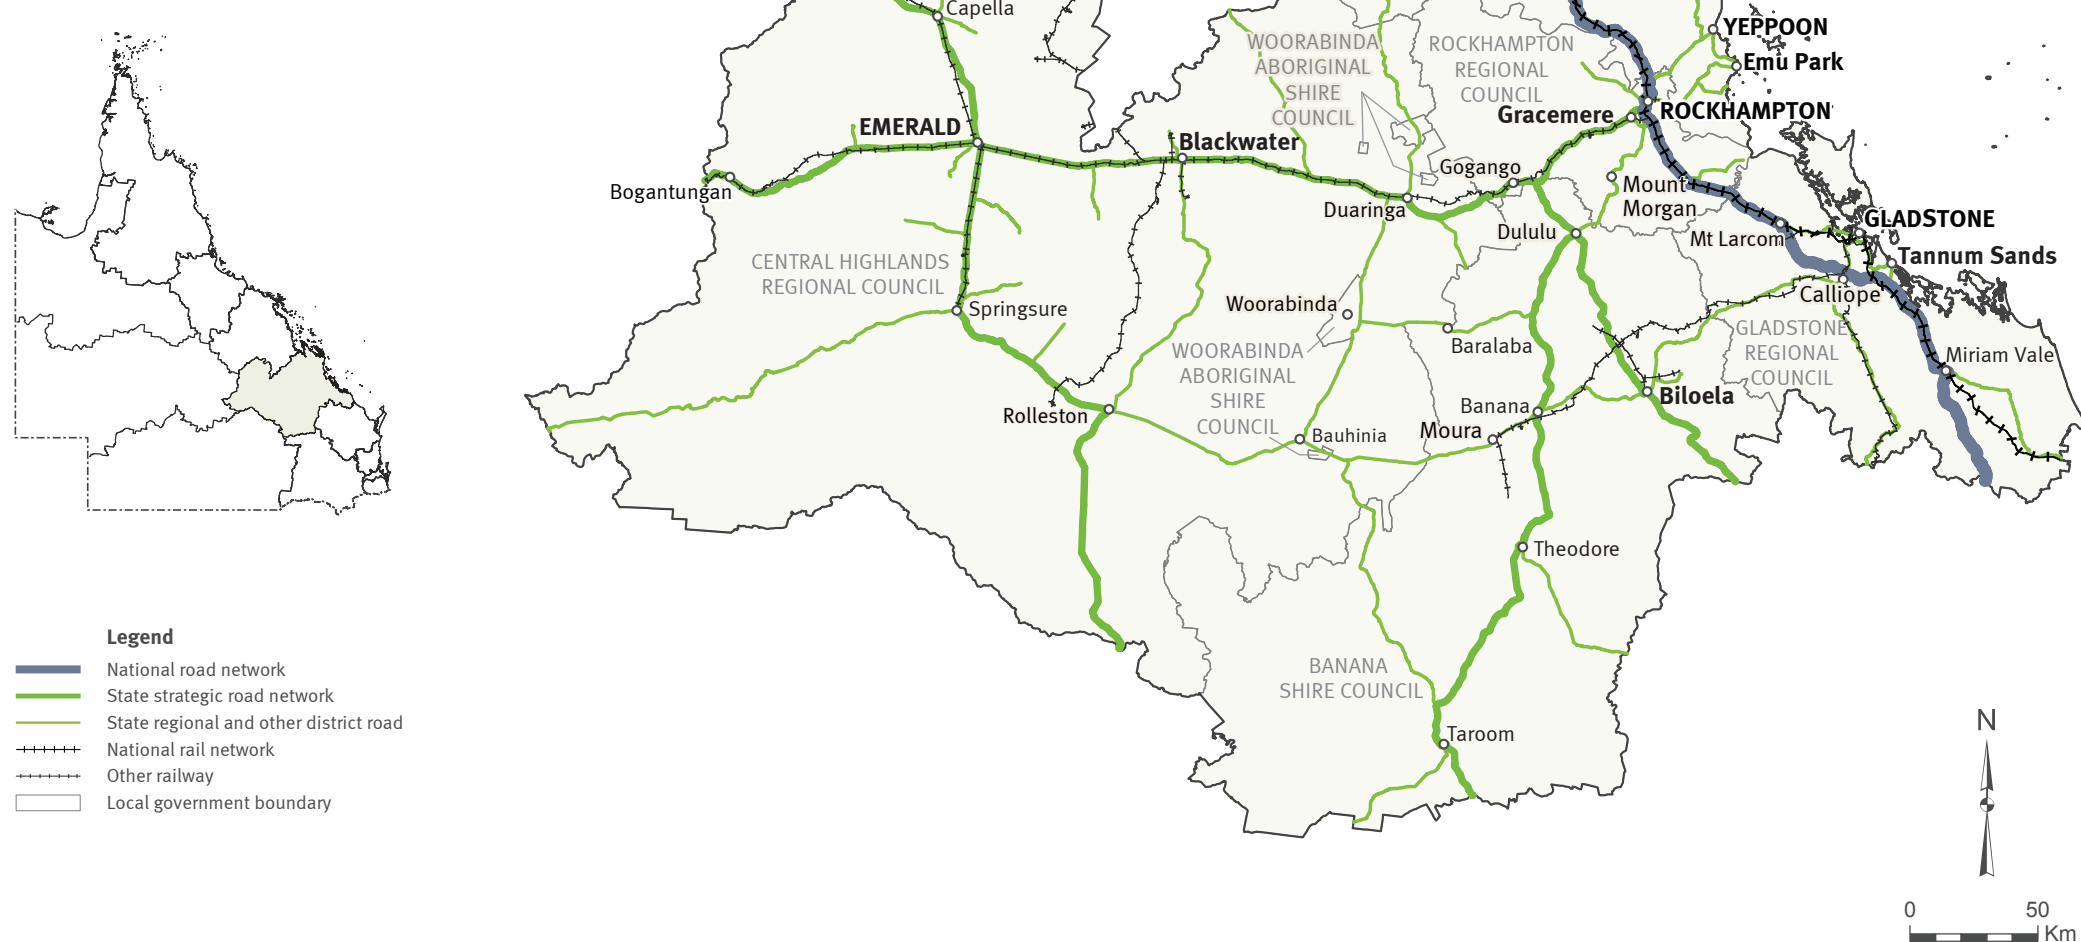 Capella
YEPPOON
Emu Park
WOORABINDA
ABORIGINAL
SHIRE
COUNCIL
ROCKHAMPTON
REGIONAL
COUNCIL
Gracemere
ROCKHAMPTON
EMERALD
Blackwater
Bogantungan
Gogango
Mount
Morgan
Duaringa
Dululu
Mt Larcom
GLADSTONE
Tannum Sands
CENTRAL HIGHLANDS
REGIONAL COUNCIL
Springsure
Woorabinda
Calliope
WOORABINDA
ABORIGINAL
SHIRE
COUNCIL
Baralaba
GLADSTONE
REGIONAL
COUNCIL
Miriam Vale
Rolleston
Bauhinia
Moura
Banana
Biloela
Theodore
BANANA
SHIRE COUNCIL
Taroom
Legend
National road network
State strategic road network
State regional and other district road
National rail network
Other railway
Local government boundary
N
0 50
Km